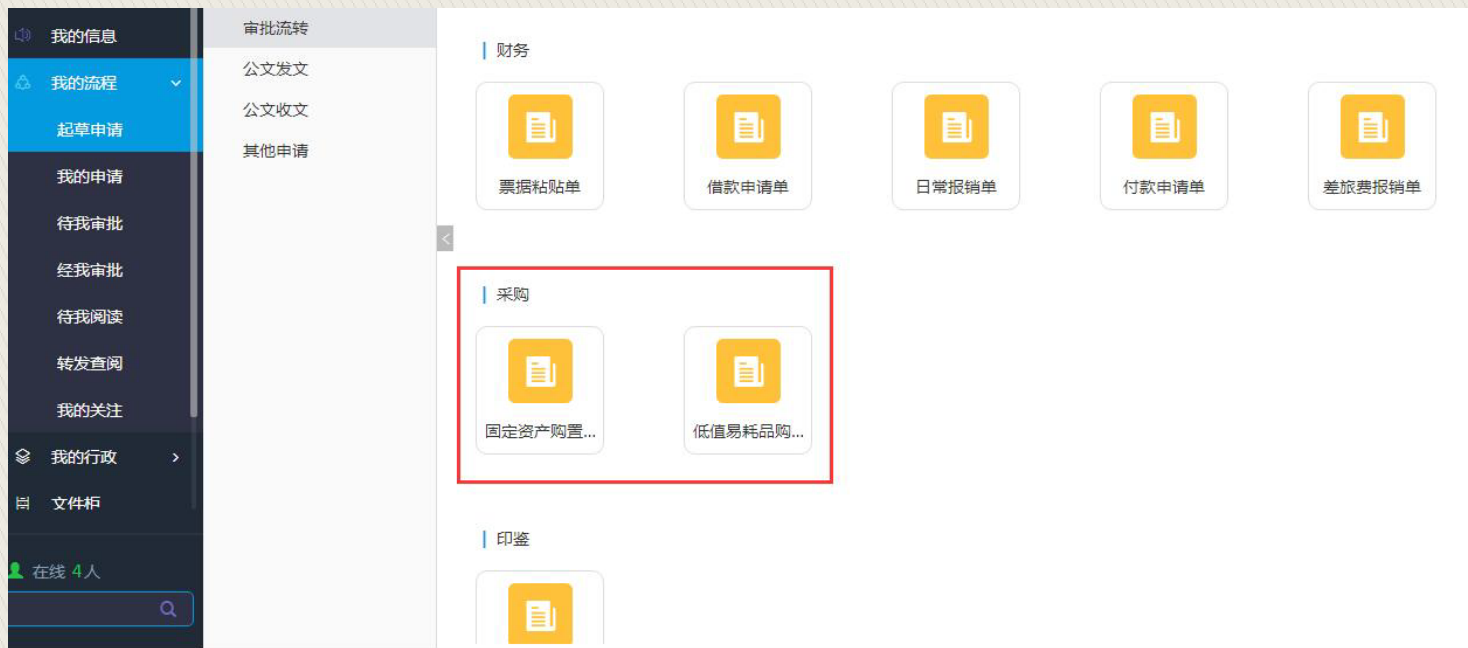 我的信息
我的流程
起草申请
我的申请
待我审批
经我审批
待我阅读
转发查阅
我的关注
我的行政
文件柜
在线 4人
审批流转
公文发文
公文收文
其他申请
财务
票据粘贴单
借款申请单
日常报销单
付款申请单
差旅费报销单
采购
固定资产购置...
低值易耗品购...
印鉴